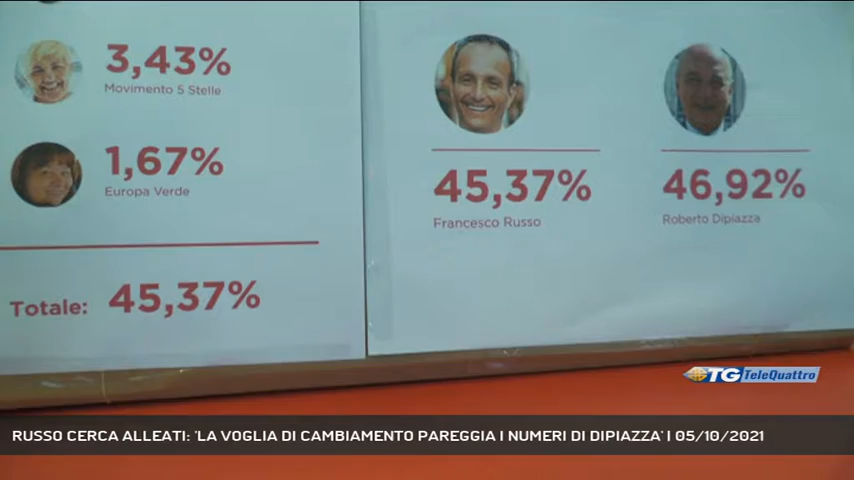 3,43%
Movimento 5 Stelle
1,67%
Europa Verde
Totale: 45,37%
45,37%
Francesco Russo
46,92%
Roberto Dipiazza
TG TeleQuattro
RUSSO CERCA ALLEATI: 'LA VOGLIA DI CAMBIAMENTO PAREGGIA I NUMERI DI DIPIAZZA' | 05/10/2021